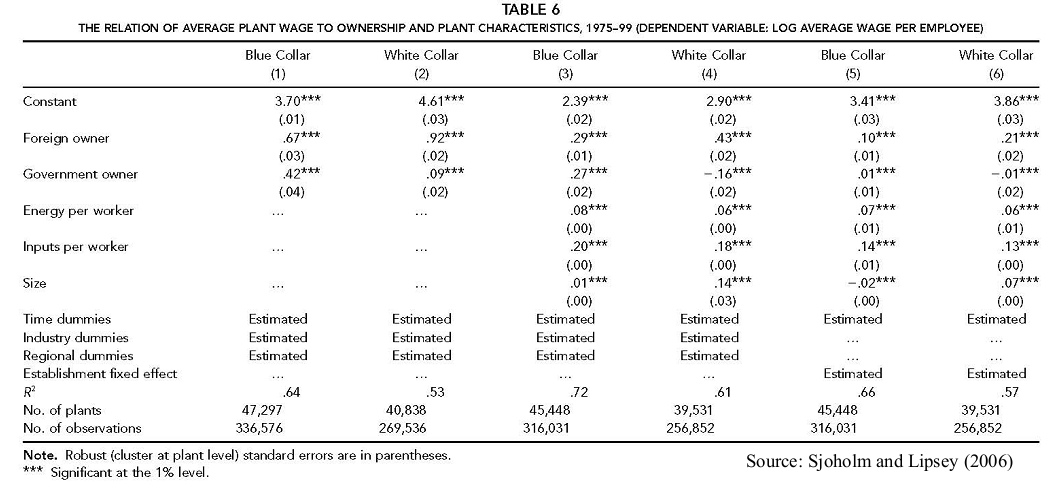 TABLE 6
THE RELATION OF AVERAGE PLANT WAGE TO OWNERSHIP AND PLANT CHARACTERISTICS, 1975–99 (DEPENDENT VARIABLE: LOG AVERAGE WAGE PER EMPLOYEE)
Blue Collar White Collar Blue Collar White Collar Blue Collar White Collar
(1) (2) (3) (4) (5) (6)
Constant 3.70*** 4.61*** 2.39*** 2.90*** 3.41*** 3.86***
(.01) (.03) (.02) (.02) (.03) (.03)
Foreign owner .67*** .92*** .29*** .43*** .10*** .21***
(.03) (.02) (.01) (.02) (.01) (.02)
Government owner .42*** .09*** .27*** −.16*** .01*** −.01***
(.04) (.02) (.02) (.02) (.01) (.02)
Energy per worker ... ... .08*** .06*** .07*** .06***
(.00) (.00) (.01) (.01)
Inputs per worker ... ... .20*** .18*** .14*** .13***
(.00) (.00) (.01) (.00)
Size ... ... .01*** .14*** −.02*** .07***
(.00) (.03) (.00) (.00)
Time dummies Estimated Estimated Estimated Estimated Estimated Estimated
Industry dummies Estimated Estimated Estimated Estimated ... ...
Regional dummies Estimated Estimated Estimated Estimated ... ...
Establishment fixed effect ... ... ... ... Estimated Estimated
R² .64 .53 .72 .61 .66 .57
No. of plants 47,297 40,838 45,448 39,531 45,448 39,531
No. of observations 336,576 269,536 316,031 256,852 316,031 256,852
Note. Robust (cluster at plant level) standard errors are in parentheses.
*** Significant at the 1% level.
Source: Sjoholm and Lipsey (2006)